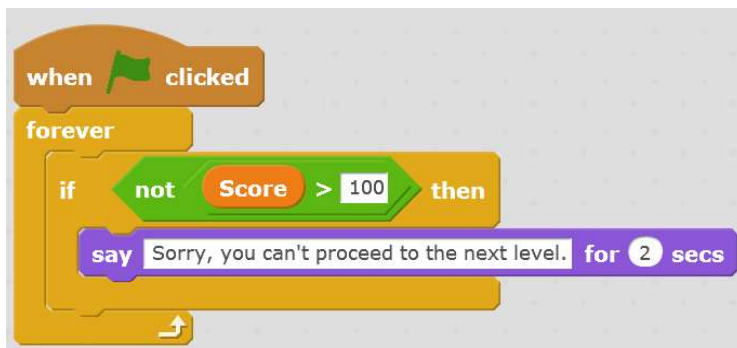 when clicked
forever
if not Score > 100 then
say Sorry, you can't proceed to the next level. for 2 secs